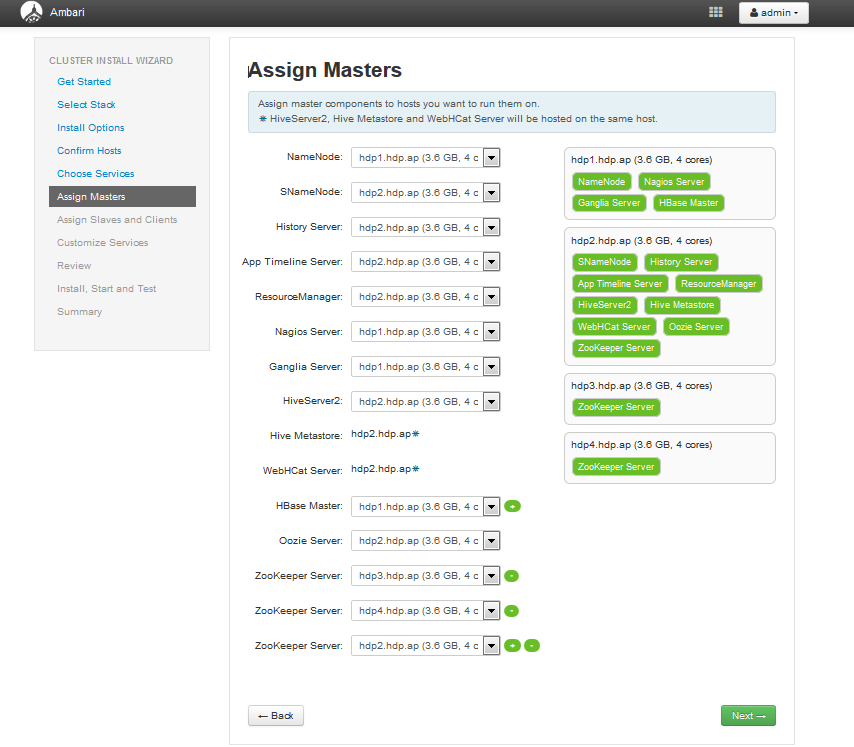 Ambari
admin
CLUSTER INSTALL WIZARD
Get Started
Select Stack
Install Options
Confirm Hosts
Choose Services
Assign Masters
Assign Slaves and Clients
Customize Services
Review
Install, Start and Test
Summary
Assign Masters
Assign master components to hosts you want to run them on.
✵ HiveServer2, Hive Metastore and WebHCat Server will be hosted on the same host.
NameNode: hdp1.hdp.ap (3.6 GB, 4 c
SNameNode: hdp2.hdp.ap (3.6 GB, 4 c
History Server: hdp2.hdp.ap (3.6 GB, 4 c
App Timeline Server: hdp2.hdp.ap (3.6 GB, 4 c
ResourceManager: hdp2.hdp.ap (3.6 GB, 4 c
Nagios Server: hdp1.hdp.ap (3.6 GB, 4 c
Ganglia Server: hdp1.hdp.ap (3.6 GB, 4 c
HiveServer2: hdp2.hdp.ap (3.6 GB, 4 c
Hive Metastore: hdp2.hdp.ap✵
WebHCat Server: hdp2.hdp.ap✵
HBase Master: hdp1.hdp.ap (3.6 GB, 4 c +
Oozie Server: hdp2.hdp.ap (3.6 GB, 4 c
ZooKeeper Server: hdp3.hdp.ap (3.6 GB, 4 c -
ZooKeeper Server: hdp4.hdp.ap (3.6 GB, 4 c -
ZooKeeper Server: hdp2.hdp.ap (3.6 GB, 4 c + -
hdp1.hdp.ap (3.6 GB, 4 cores)
NameNode Nagios Server
Ganglia Server HBase Master
hdp2.hdp.ap (3.6 GB, 4 cores)
SNameNode History Server
App Timeline Server ResourceManager
HiveServer2 Hive Metastore
WebHCat Server Oozie Server
ZooKeeper Server
hdp3.hdp.ap (3.6 GB, 4 cores)
ZooKeeper Server
hdp4.hdp.ap (3.6 GB, 4 cores)
ZooKeeper Server
← Back
Next →